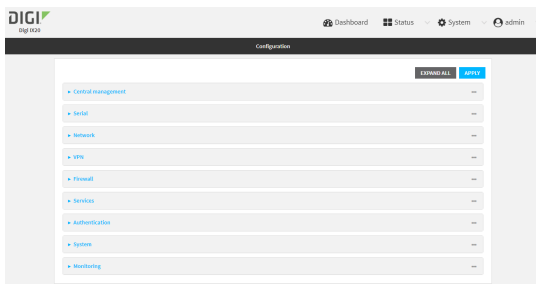 DIGI
Digi IX20
Dashboard Status System admin
Configuration
EXPAND ALL APPLY
Central management
Serial
Network
VPN
Firewall
Services
Authentication
System
Monitoring